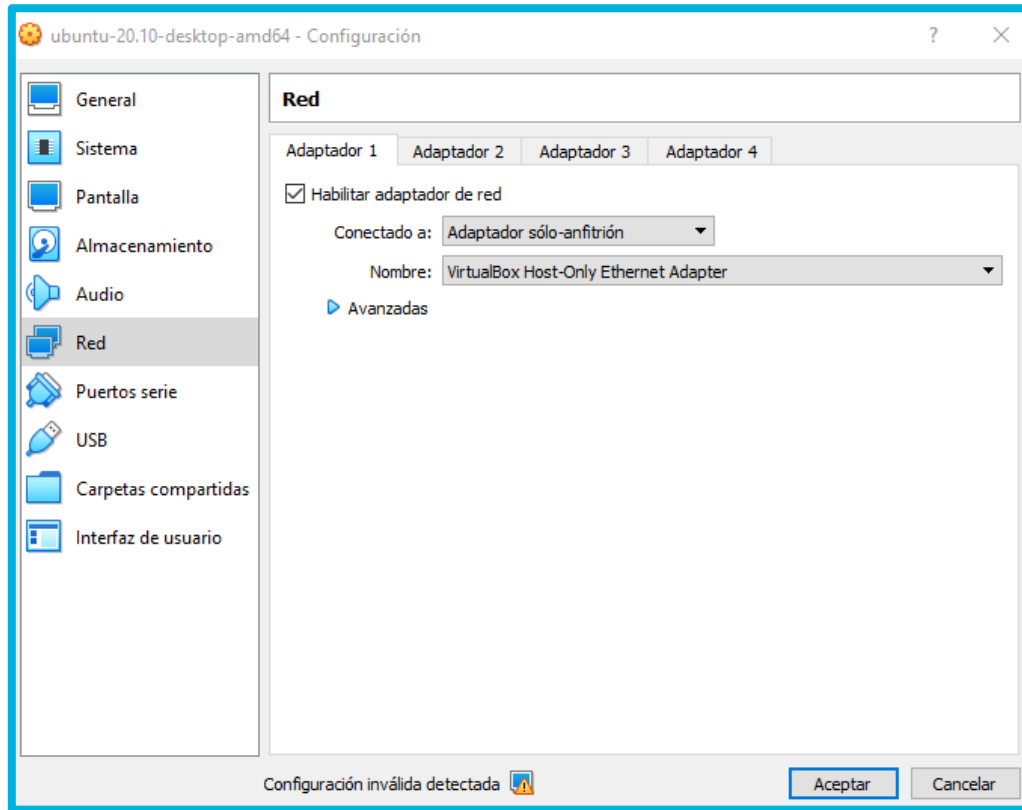 ubuntu-20.10-desktop-amd64 - Configuración
?
General
Sistema
Pantalla
Almacenamiento
Audio
Red
Puertos serie
USB
Carpetas compartidas
Interfaz de usuario
Red
Adaptador 1 Adaptador 2 Adaptador 3 Adaptador 4
Habilitar adaptador de red
Conectado a: Adaptador sólo-anfitrión
Nombre: VirtualBox Host-Only Ethernet Adapter
Avanzadas
Configuración inválida detectada
Aceptar Cancelar